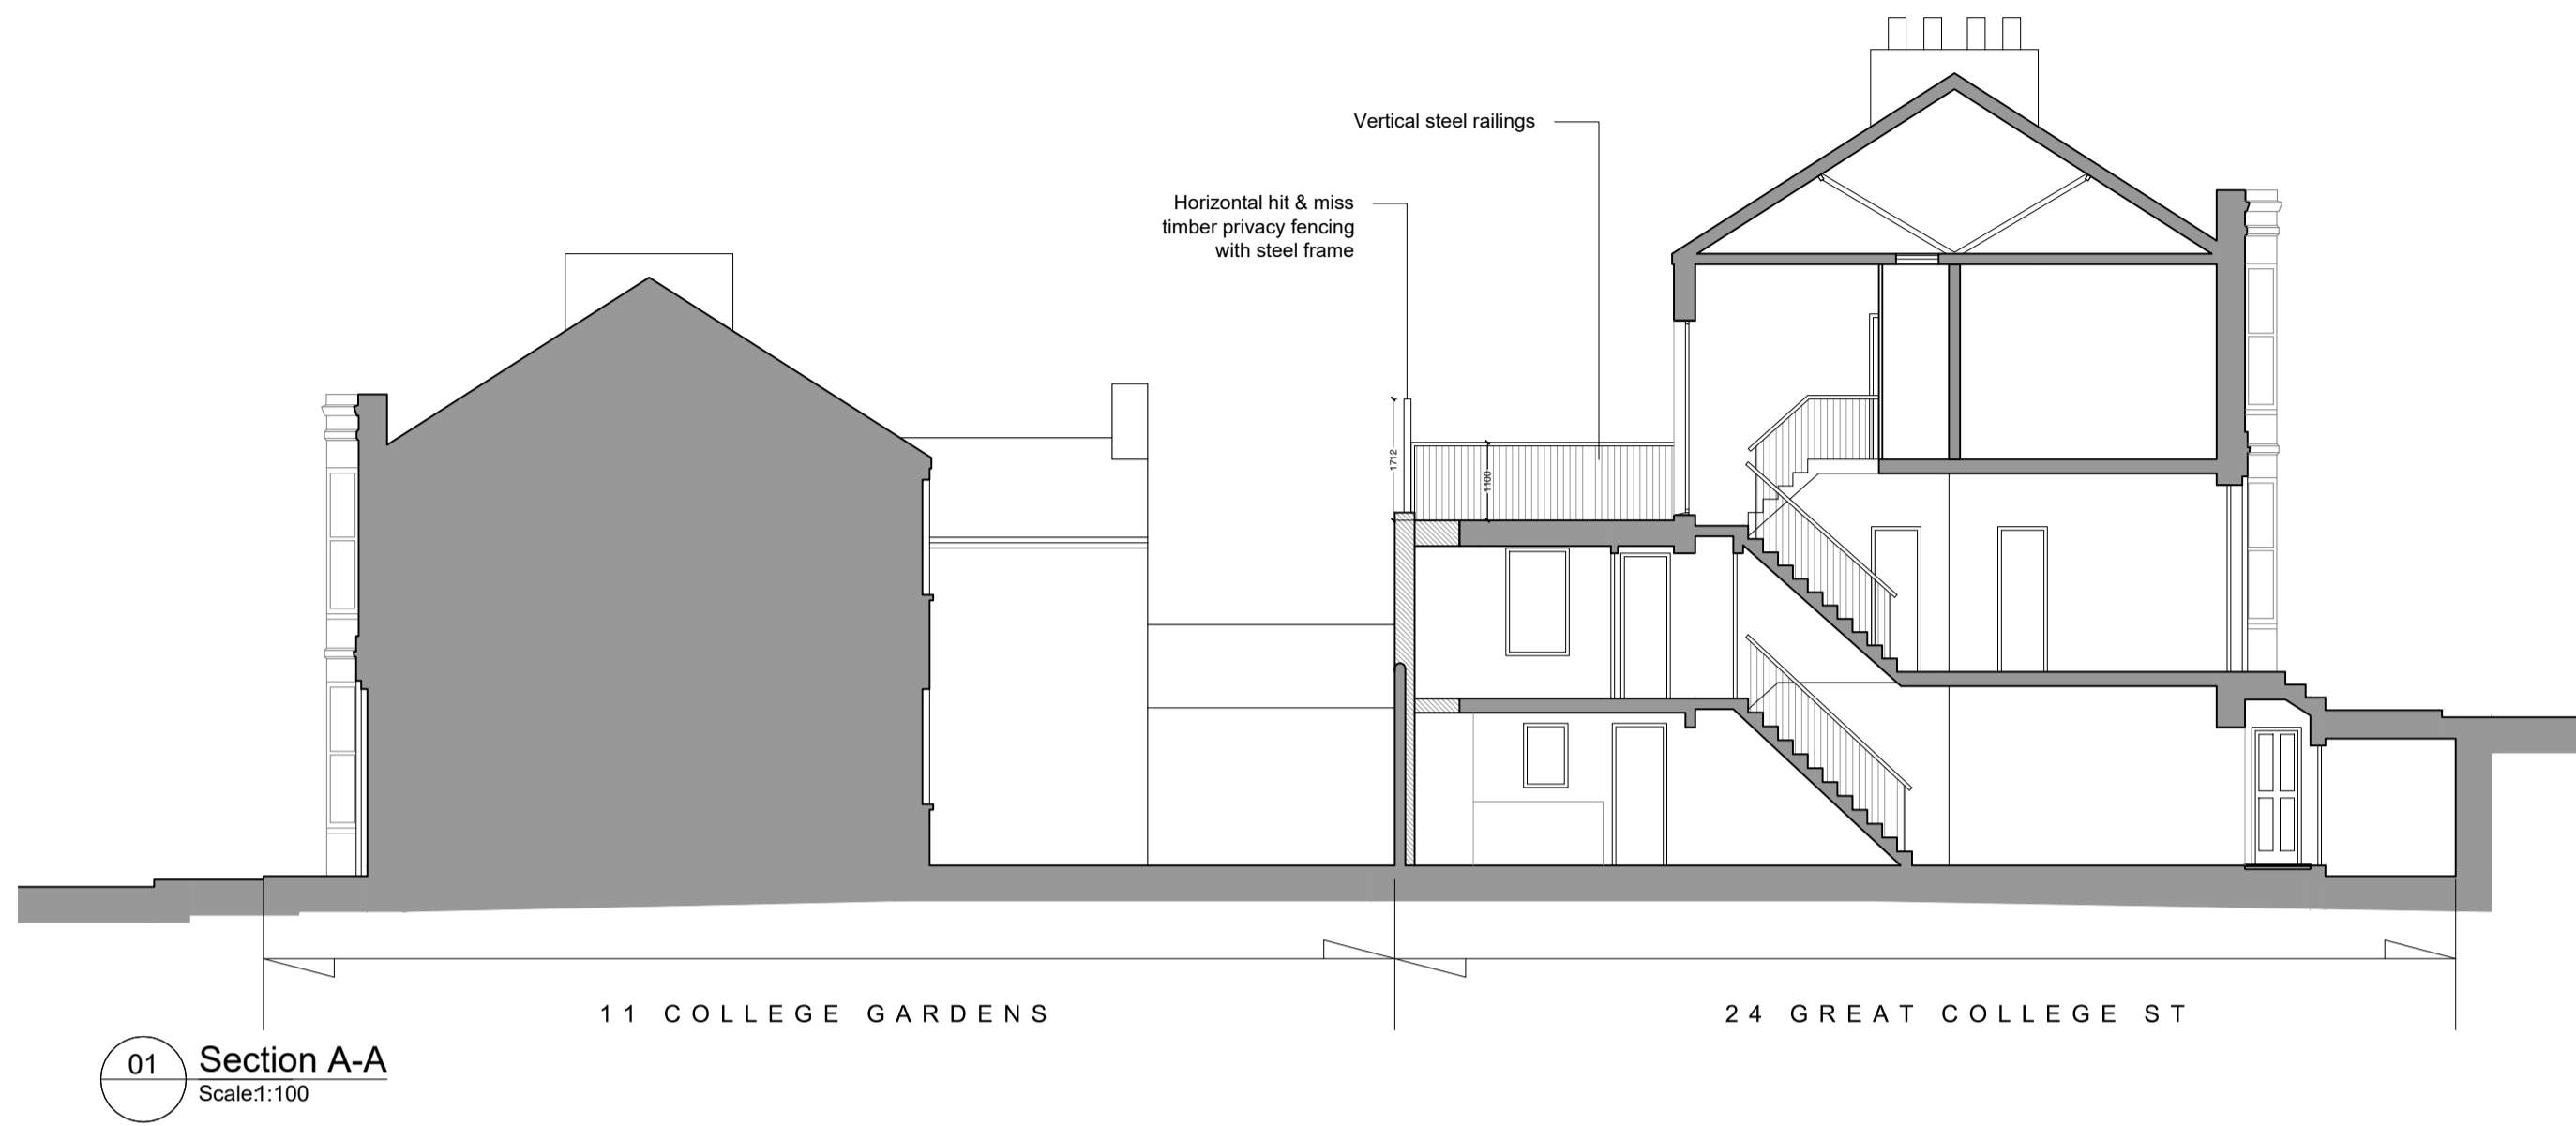 Vertical steel railings
Horizontal hit & miss
timber privacy fencing
with steel frame
1712
1100
11 COLLEGE GARDENS
24 GREAT COLLEGE ST
01
Section A-A
Scale:1:100